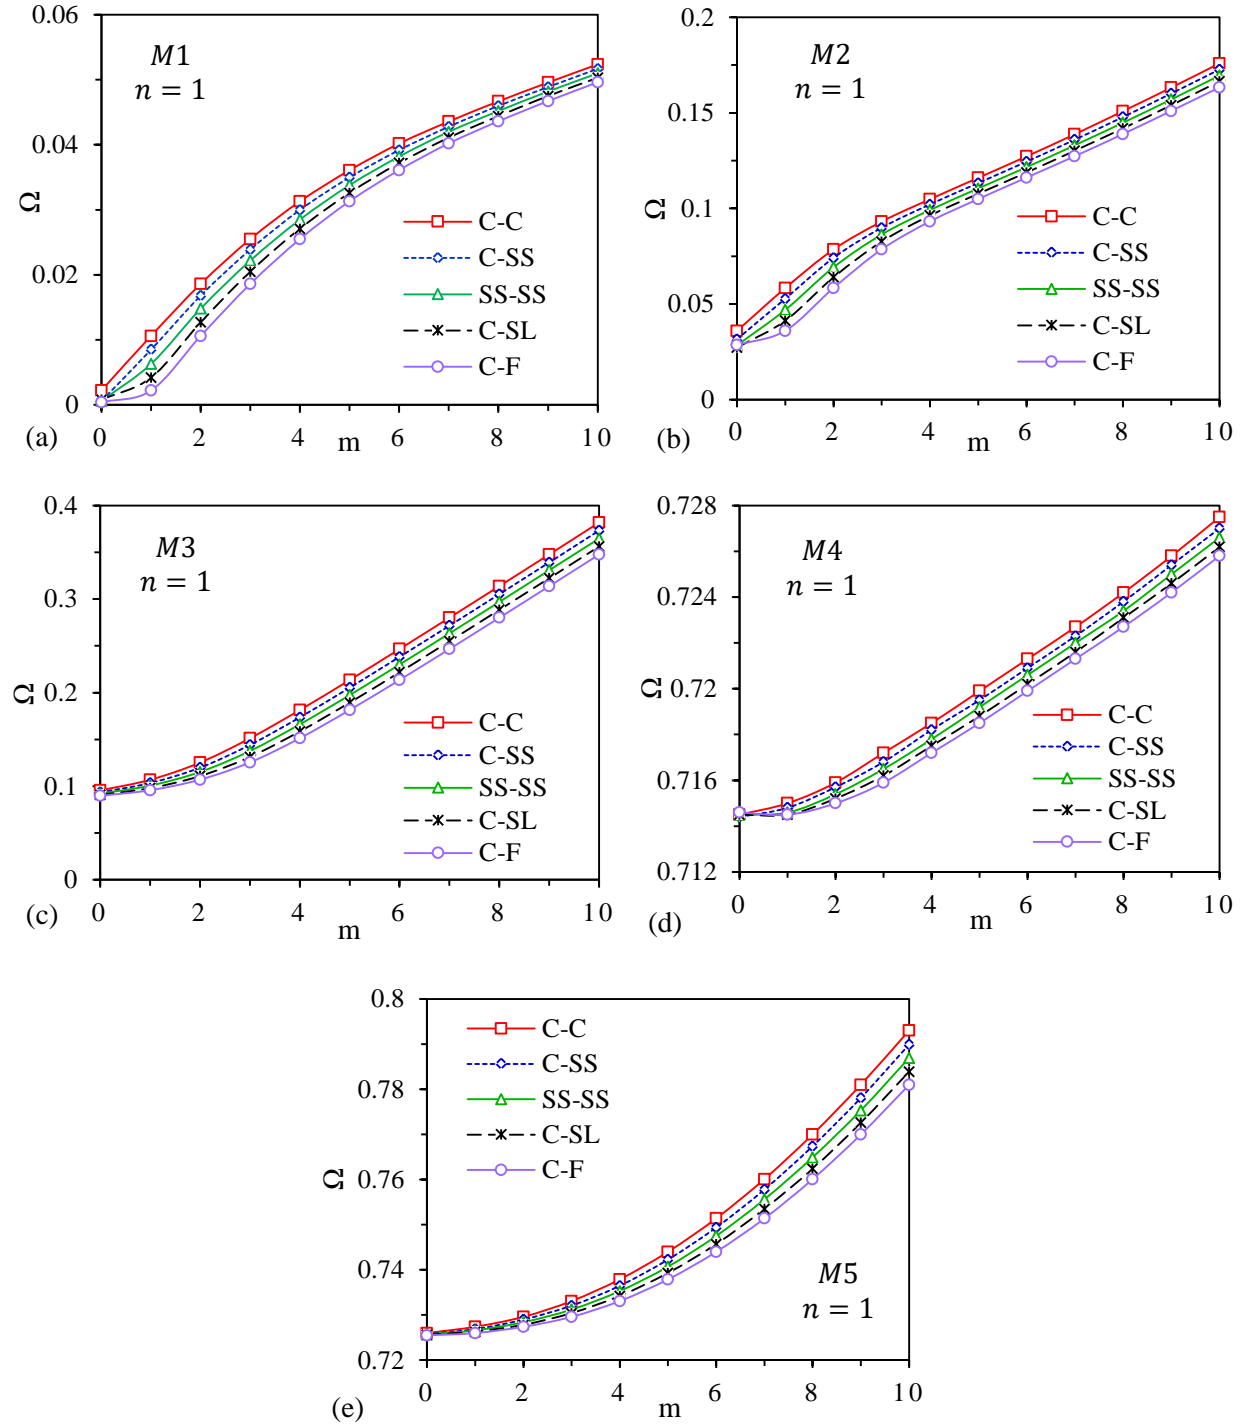 0.06
0.04
0.02
0
Ω
M1
n = 1
C-C
C-SS
SS-SS
C-SL
C-F
0 2 4 6 8 10
(a) m
0.2
0.15
0.1
0.05
0
Ω
M2
n = 1
C-C
C-SS
SS-SS
C-SL
C-F
0 2 4 6 8 10
(b) m
0.4
0.3
0.2
0.1
0
Ω
M3
n = 1
C-C
C-SS
SS-SS
C-SL
C-F
0 2 4 6 8 10
(c) m
0.728
0.724
0.72
0.716
0.712
Ω
M4
n = 1
C-C
C-SS
SS-SS
C-SL
C-F
0 2 4 6 8 10
(d) m
0.8
0.78
0.76
0.74
0.72
Ω
C-C
C-SS
SS-SS
C-SL
C-F
M5
n = 1
0 2 4 6 8 10
(e) m